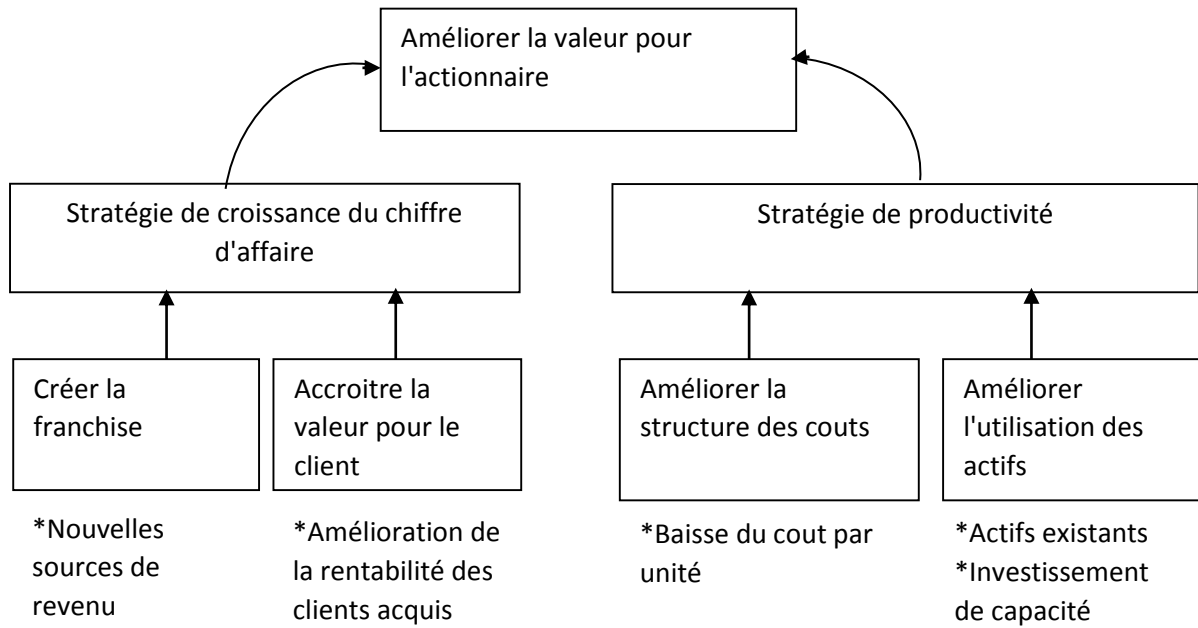 Améliorer la valeur pour
l'actionnaire
Stratégie de croissance du chiffre
d'affaire
Stratégie de productivité
Créer la
franchise
Accroitre la
valeur pour le
client
Améliorer la
structure des couts
Améliorer
l'utilisation des
actifs
*Nouvelles
sources de
revenu
*Amélioration de
la rentabilité des
clients acquis
*Baisse du cout par
unité
*Actifs existants
*Investissement
de capacité